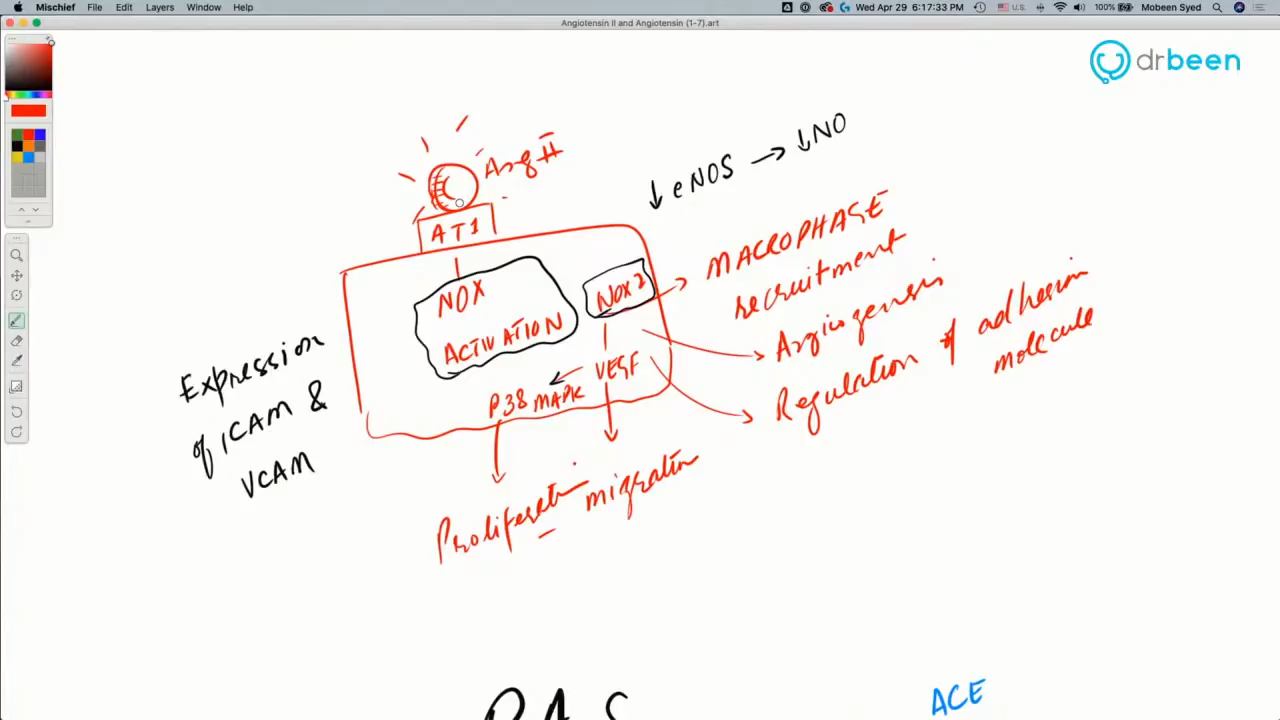 Mischief File Edit Layers Window Help
Wed Apr 29 6:17:33 PM U.S. 100% Mobeen Syed
Angiotensin II and Angiotensin (1-7).art
drbeen
Ang II
↓ eNOS → ↓NO
AT1
MACROPHAGE
recruitment
NOX
ACTIVATION
NOX2
Angiogenesis
Regulation of adhesion
molecule
VEGF
P38 MAPK
Expression
of ICAM &
VCAM
Proliferation migration
RAS
ACE